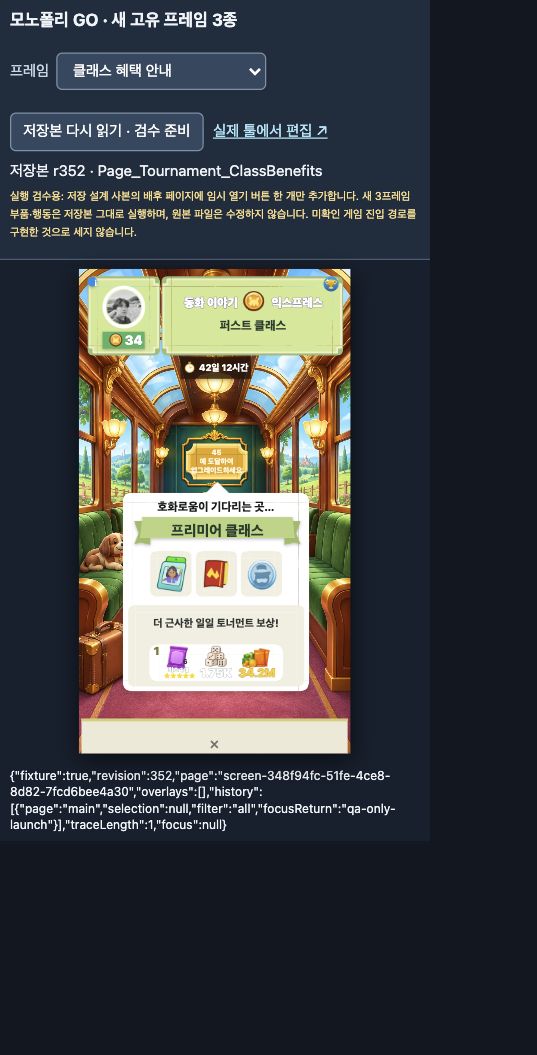 모노폴리 GO · 새 고유 프레임 3종
프레임
클래스 혜택 안내
저장본 다시 읽기 · 검수 준비
실제 툴에서 편집 ↗
저장본 r352 · Page_Tournament_ClassBenefits
실행 검수용: 저장 설계 사본의 배후 페이지에 임시 열기 버튼 한 개만 추가합니다. 새 3프레임
부품·행동은 저장본 그대로 실행하며, 원본 파일은 수정하지 않습니다. 미확인 게임 진입 경로를
구현한 것으로 세지 않습니다.
동화 이야기 익스프레스
퍼스트 클래스
34
42일 12시간
45
에 도달하여
업그레이드하세요
호화로움이 기다리는 곳...
프리미어 클래스
더 근사한 일일 토너먼트 보상!
1
1.75K
34.2M
×
{"fixture":true,"revision":352,"page":"screen-348f94fc-51fe-4ce8-
8d82-7fcd6bee4a30","overlays":[],"history":
[{"page":"main","selection":null,"filter":"all","focusReturn":"qa-only-
launch"}],"traceLength":1,"focus":null}